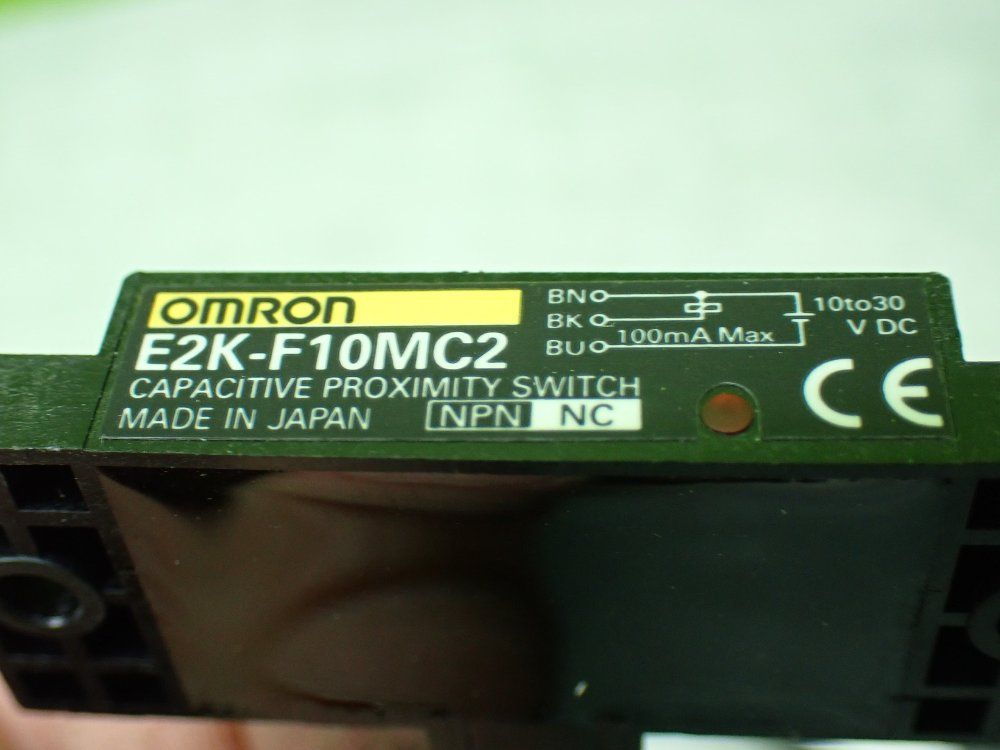 OMRON
E2K-F10MC2
CAPACITIVE PROXIMITY SWITCH
MADE IN JAPAN NPN NC
BN
BK
100mA Max
BU
10to30
V DC
CE